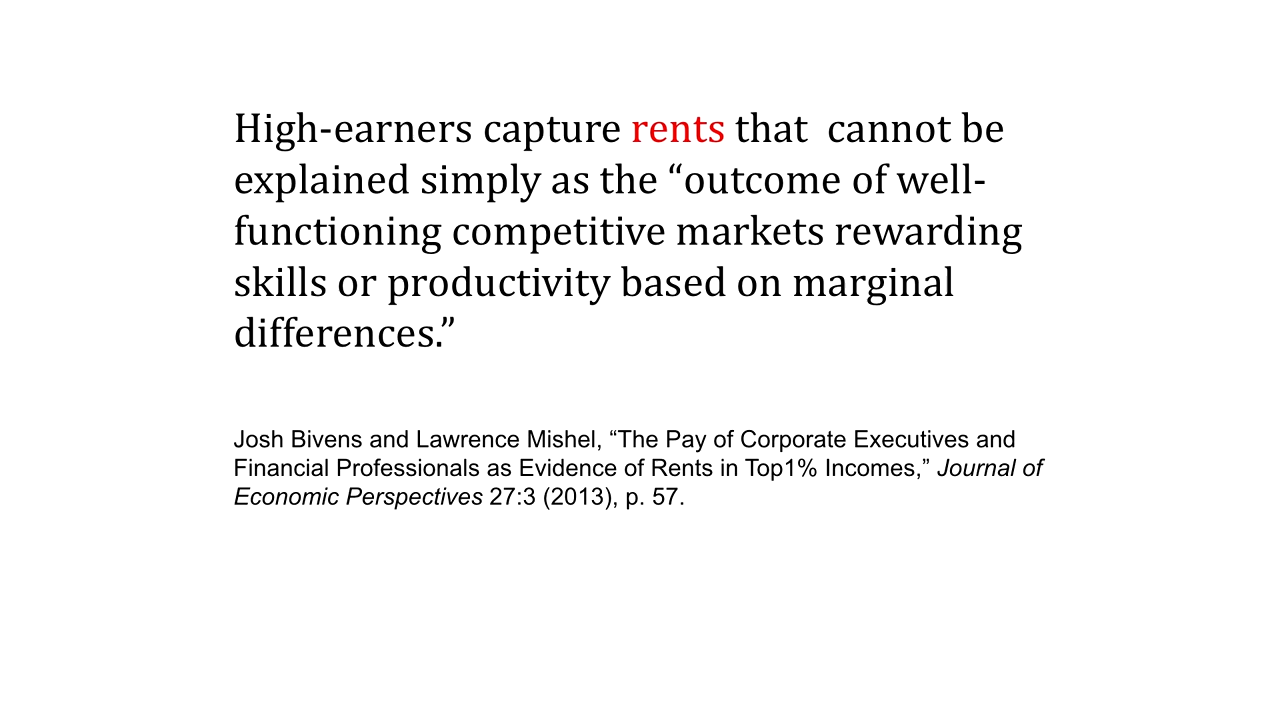 High-earners capture rents that  cannot be
explained simply as the “outcome of well-
functioning competitive markets rewarding
skills or productivity based on marginal
differences.”
Josh Bivens and Lawrence Mishel, “The Pay of Corporate Executives and
Financial Professionals as Evidence of Rents in Top1% Incomes,” Journal of
Economic Perspectives 27:3 (2013), p. 57.